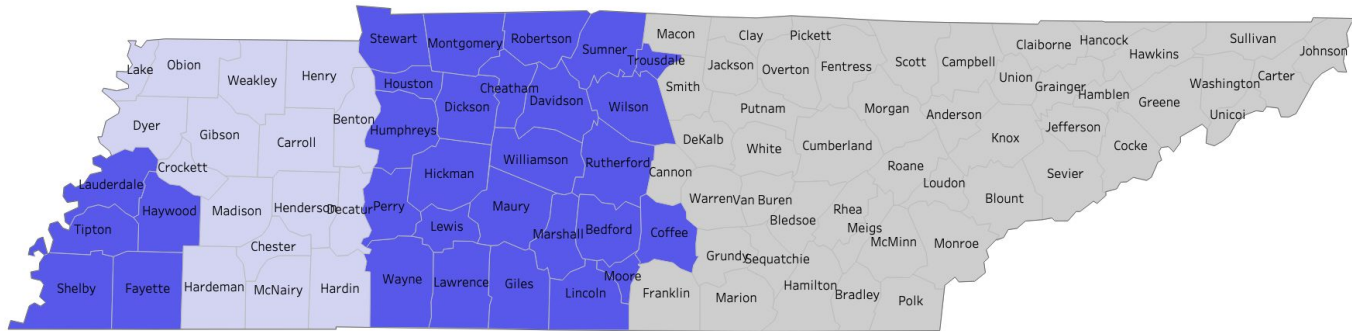 Stewart
Montgomery
Robertson
Sumner
Macon
Clay
Pickett
Claiborne
Hancock
Hawkins
Sullivan
Johnson
Lake
Obion
Weakley
Henry
Houston
Cheatham
Trousdale
Smith
Jackson
Overton
Fentress
Scott
Campbell
Union
Grainger
Hamblen
Greene
Washington
Carter
Unicoi
Dyer
Gibson
Carroll
Benton
Humphreys
Dickson
Davidson
Wilson
DeKalb
Putnam
White
Cumberland
Morgan
Anderson
Knox
Jefferson
Cocke
Crockett
Lauderdale
Haywood
Madison
Henderson
Decatur
Perry
Hickman
Williamson
Rutherford
Cannon
Warren
Van Buren
Bledsoe
Rhea
Roane
Loudon
Blount
Sevier
Tipton
Chester
Lewis
Maury
Marshall
Bedford
Coffee
Grundy
Sequatchie
Meigs
McMinn
Monroe
Shelby
Fayette
Hardeman
McNairy
Hardin
Wayne
Lawrence
Giles
Lincoln
Moore
Franklin
Marion
Hamilton
Bradley
Polk